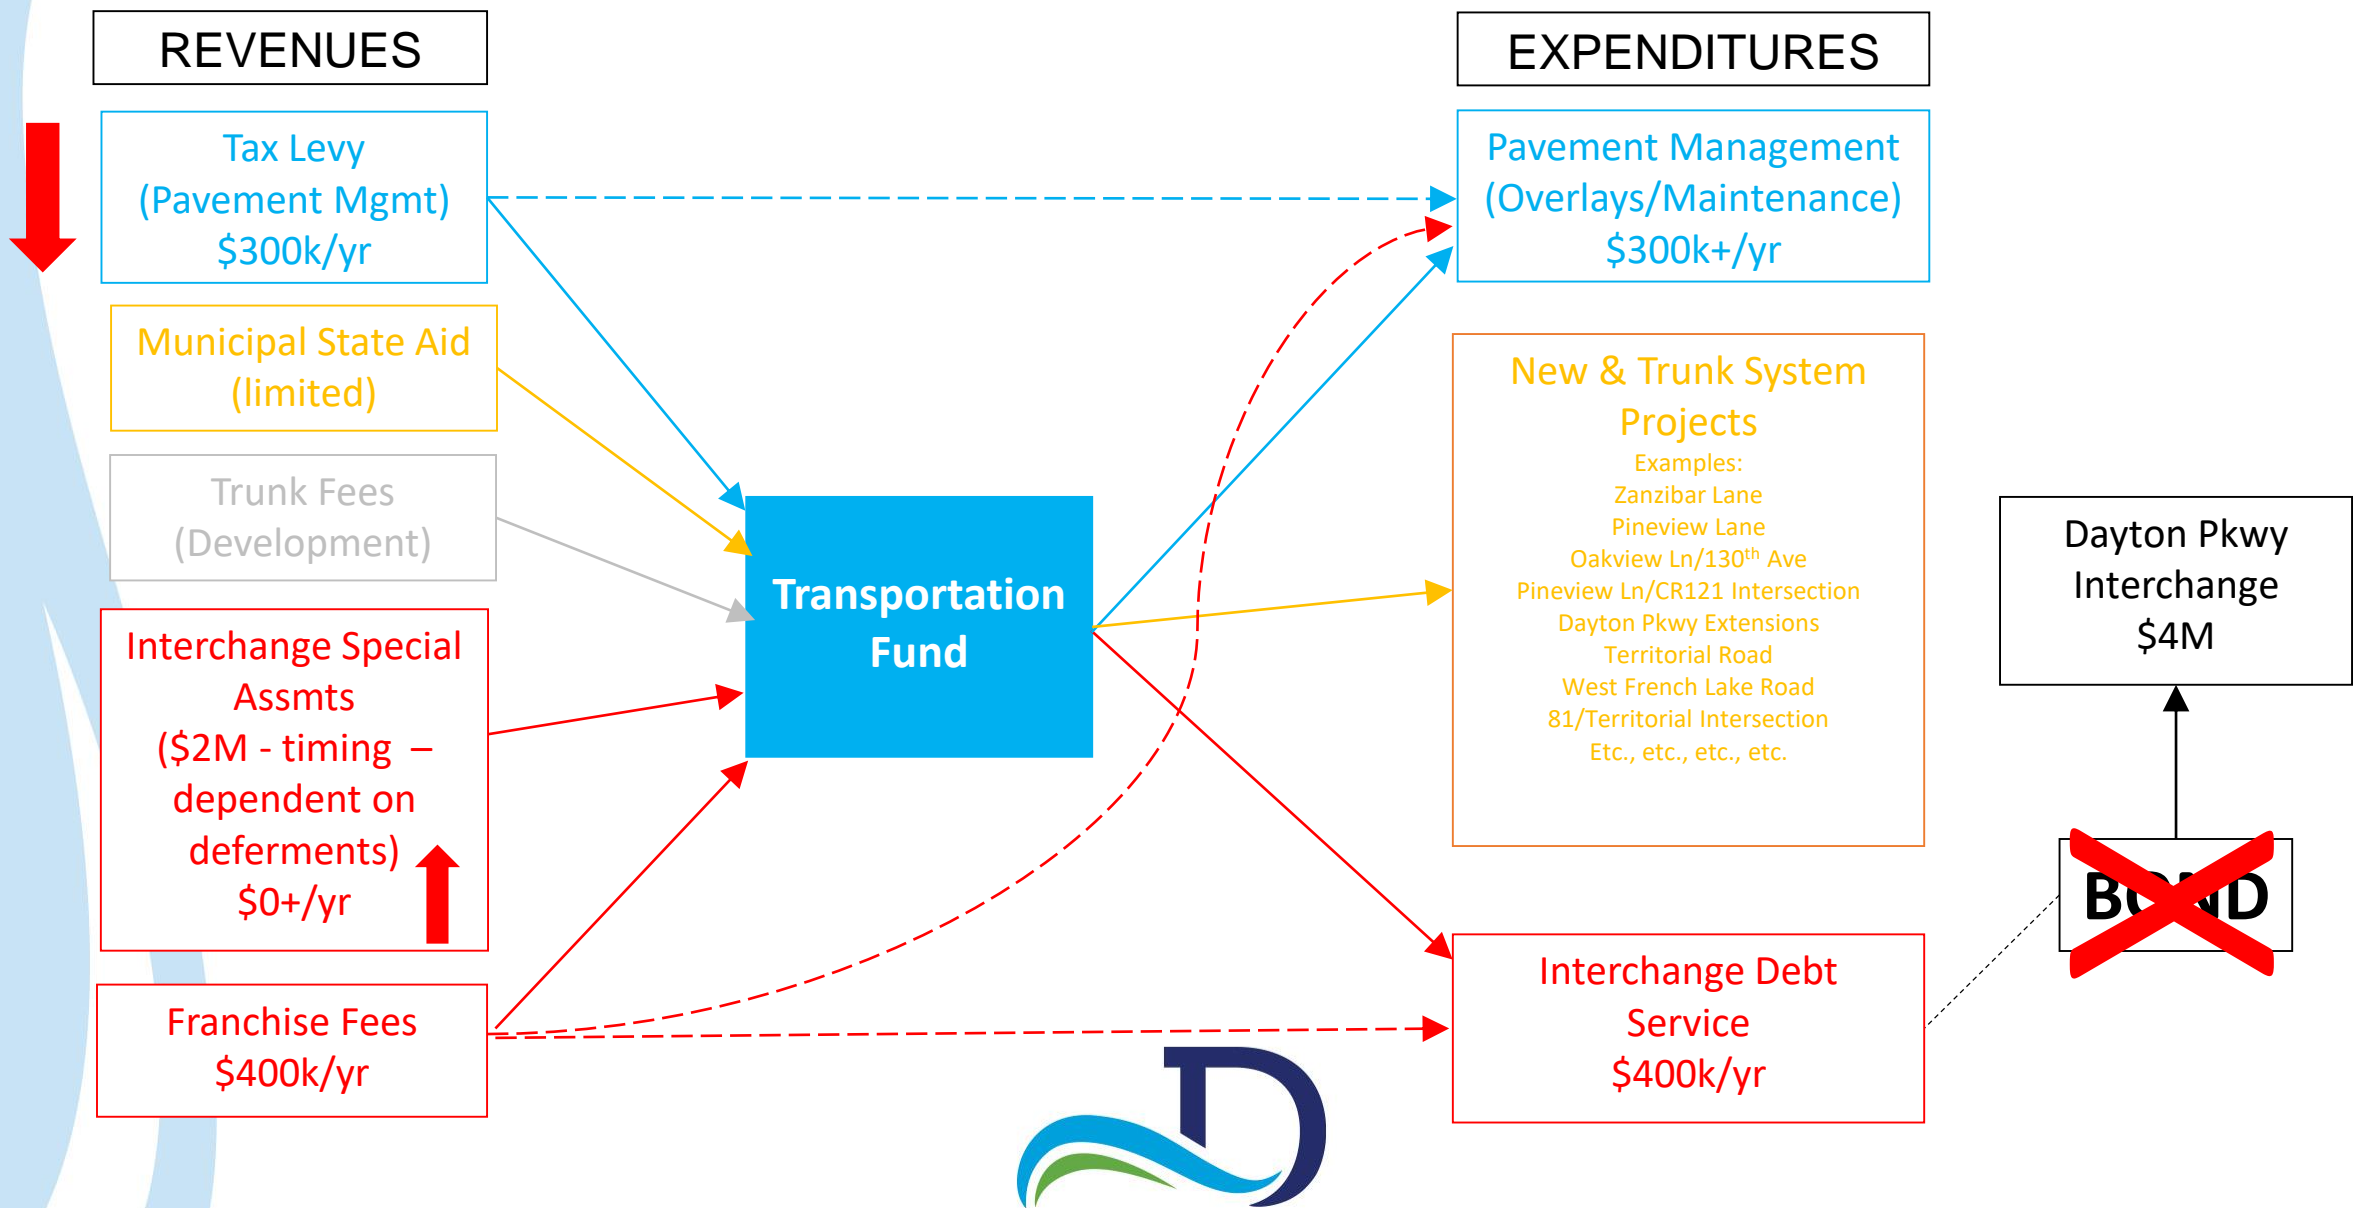 REVENUES
Tax Levy
(Pavement Mgmt)
$300k/yr
Municipal State Aid
(limited)
Trunk Fees
(Development)
Interchange Special
Assmts
($2M - timing –
dependent on
deferments)
$0+/yr
Franchise Fees
$400k/yr
Transportation
Fund
EXPENDITURES
Pavement Management
(Overlays/Maintenance)
$300k+/yr
New & Trunk System
Projects
Examples:
Zanzibar Lane
Pineview Lane
Oakview Ln/130th Ave
Pineview Ln/CR121 Intersection
Dayton Pkwy Extensions
Territorial Road
West French Lake Road
81/Territorial Intersection
Etc., etc., etc., etc.
Interchange Debt
Service
$400k/yr
Dayton Pkwy
Interchange
$4M
BOND
D